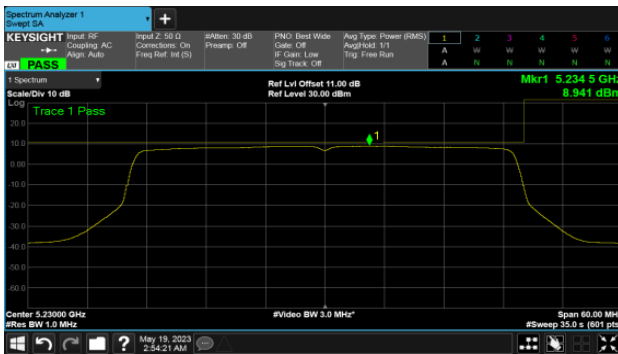 Spectrum Analyzer 1
Swept SA
+
KEYSIGHT Input: RF Input Z: 50 Ω #Atten: 30 dB PNO: Best Wide Avg Type: Power (RMS) 1 2 3 4 5 6
Coupling: AC Corrections: On Preamp: Off Gate: Off Avg|Hold: 1/1 A W W W W W
Align: Auto Freq Ref: Int (S) IF Gain: Low Trig: Free Run
LXI PASS Sig Track: Off A N N N N N
1 Spectrum Ref Lvl Offset 11.00 dB Mkr1 5.234 5 GHz
Scale/Div 10 dB Ref Level 30.00 dBm 8.941 dBm
Log
Trace 1 Pass
20.0
1
10.0
0.00
-10.0
-20.0
-30.0
-40.0
-50.0
-60.0
Center 5.23000 GHz #Video BW 3.0 MHz* Span 60.00 MHz
#Res BW 1.0 MHz #Sweep 35.0 s (601 pts
? May 19, 2023
2:54:21 AM